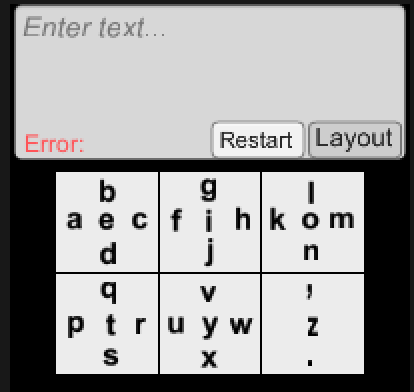 Enter text...
Error:
Restart
Layout
b g l
a e c f i h k o m
d j n
q v ,
p t r u y w z
s x .